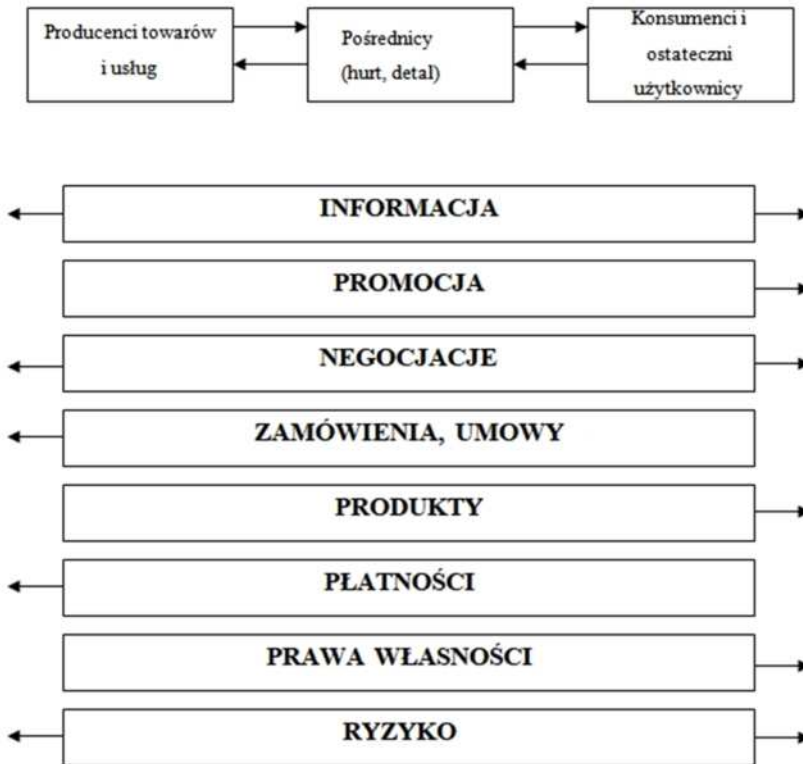 Producenci towarów
i usług
Pośrednicy
(hurt, detal)
Konsumenci i
ostateczni
użytkownicy
INFORMACJA
PROMOCJA
NEGOCJACJE
ZAMÓWIENIA, UMOWY
PRODUKTY
PŁATNOŚCI
PRAWA WŁASNOŚCI
RYZYKO